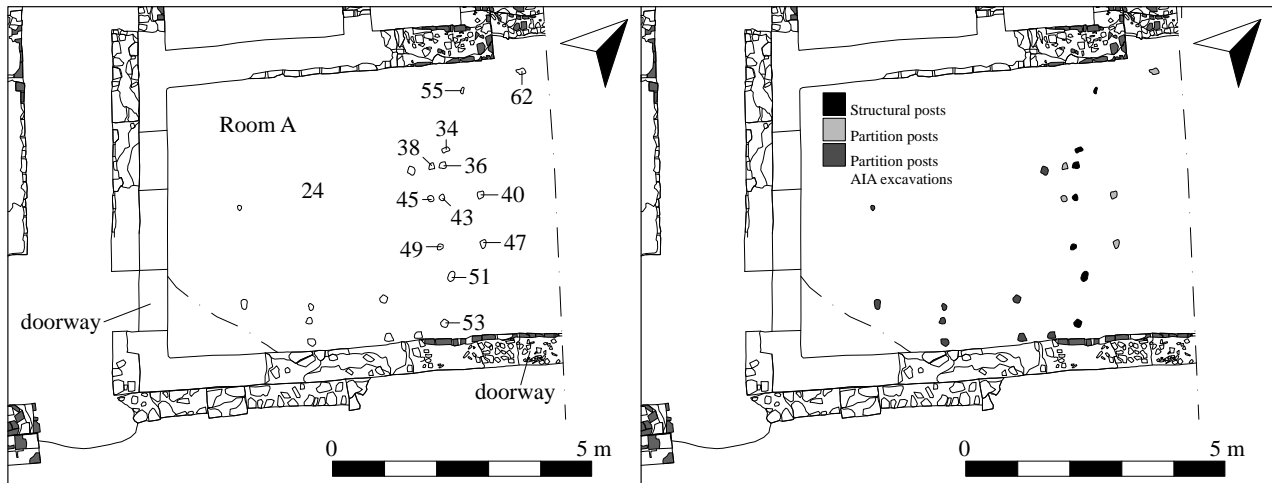 62
55
Room A
34
38
36
24
40
45
43
49
47
51
doorway
53
doorway
0 5 m
Structural posts
Partition posts
Partition posts
AIA excavations
0 5 m